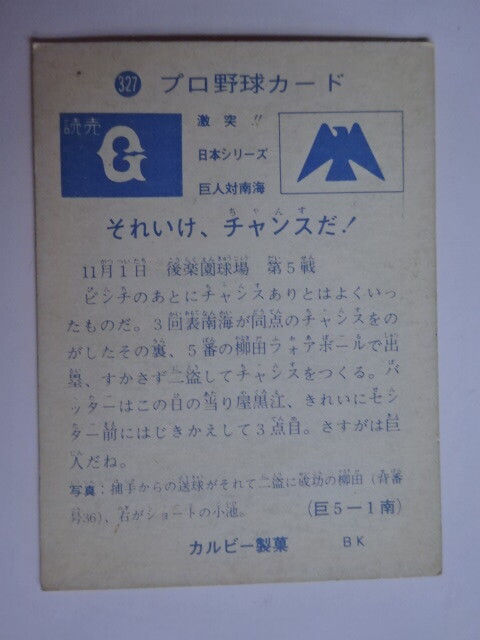 327 プロ野球カード
読売
G
激突!!
日本シリーズ
巨人対南海
それいけ、チャンスだ!
11月1日 後楽園球場 第5戦
ピンチのあとにチャンスありとはよくいっ
たものだ。3回表南海が同点のチャンスをの
がしたその裏、5番の柳田フォアボールで出
塁、すかさず二盗してチャンスをつくる。バ
ッターはこの日の当り屋黒江、きれいにセン
ター前にはじきかえして3点目。さすがは巨
人だね。
写真:捕手からの送球がそれて二盗に成功の柳田(背番
号36)、右がショートの小池。
(巨5-1南)
カルビー製菓 BK